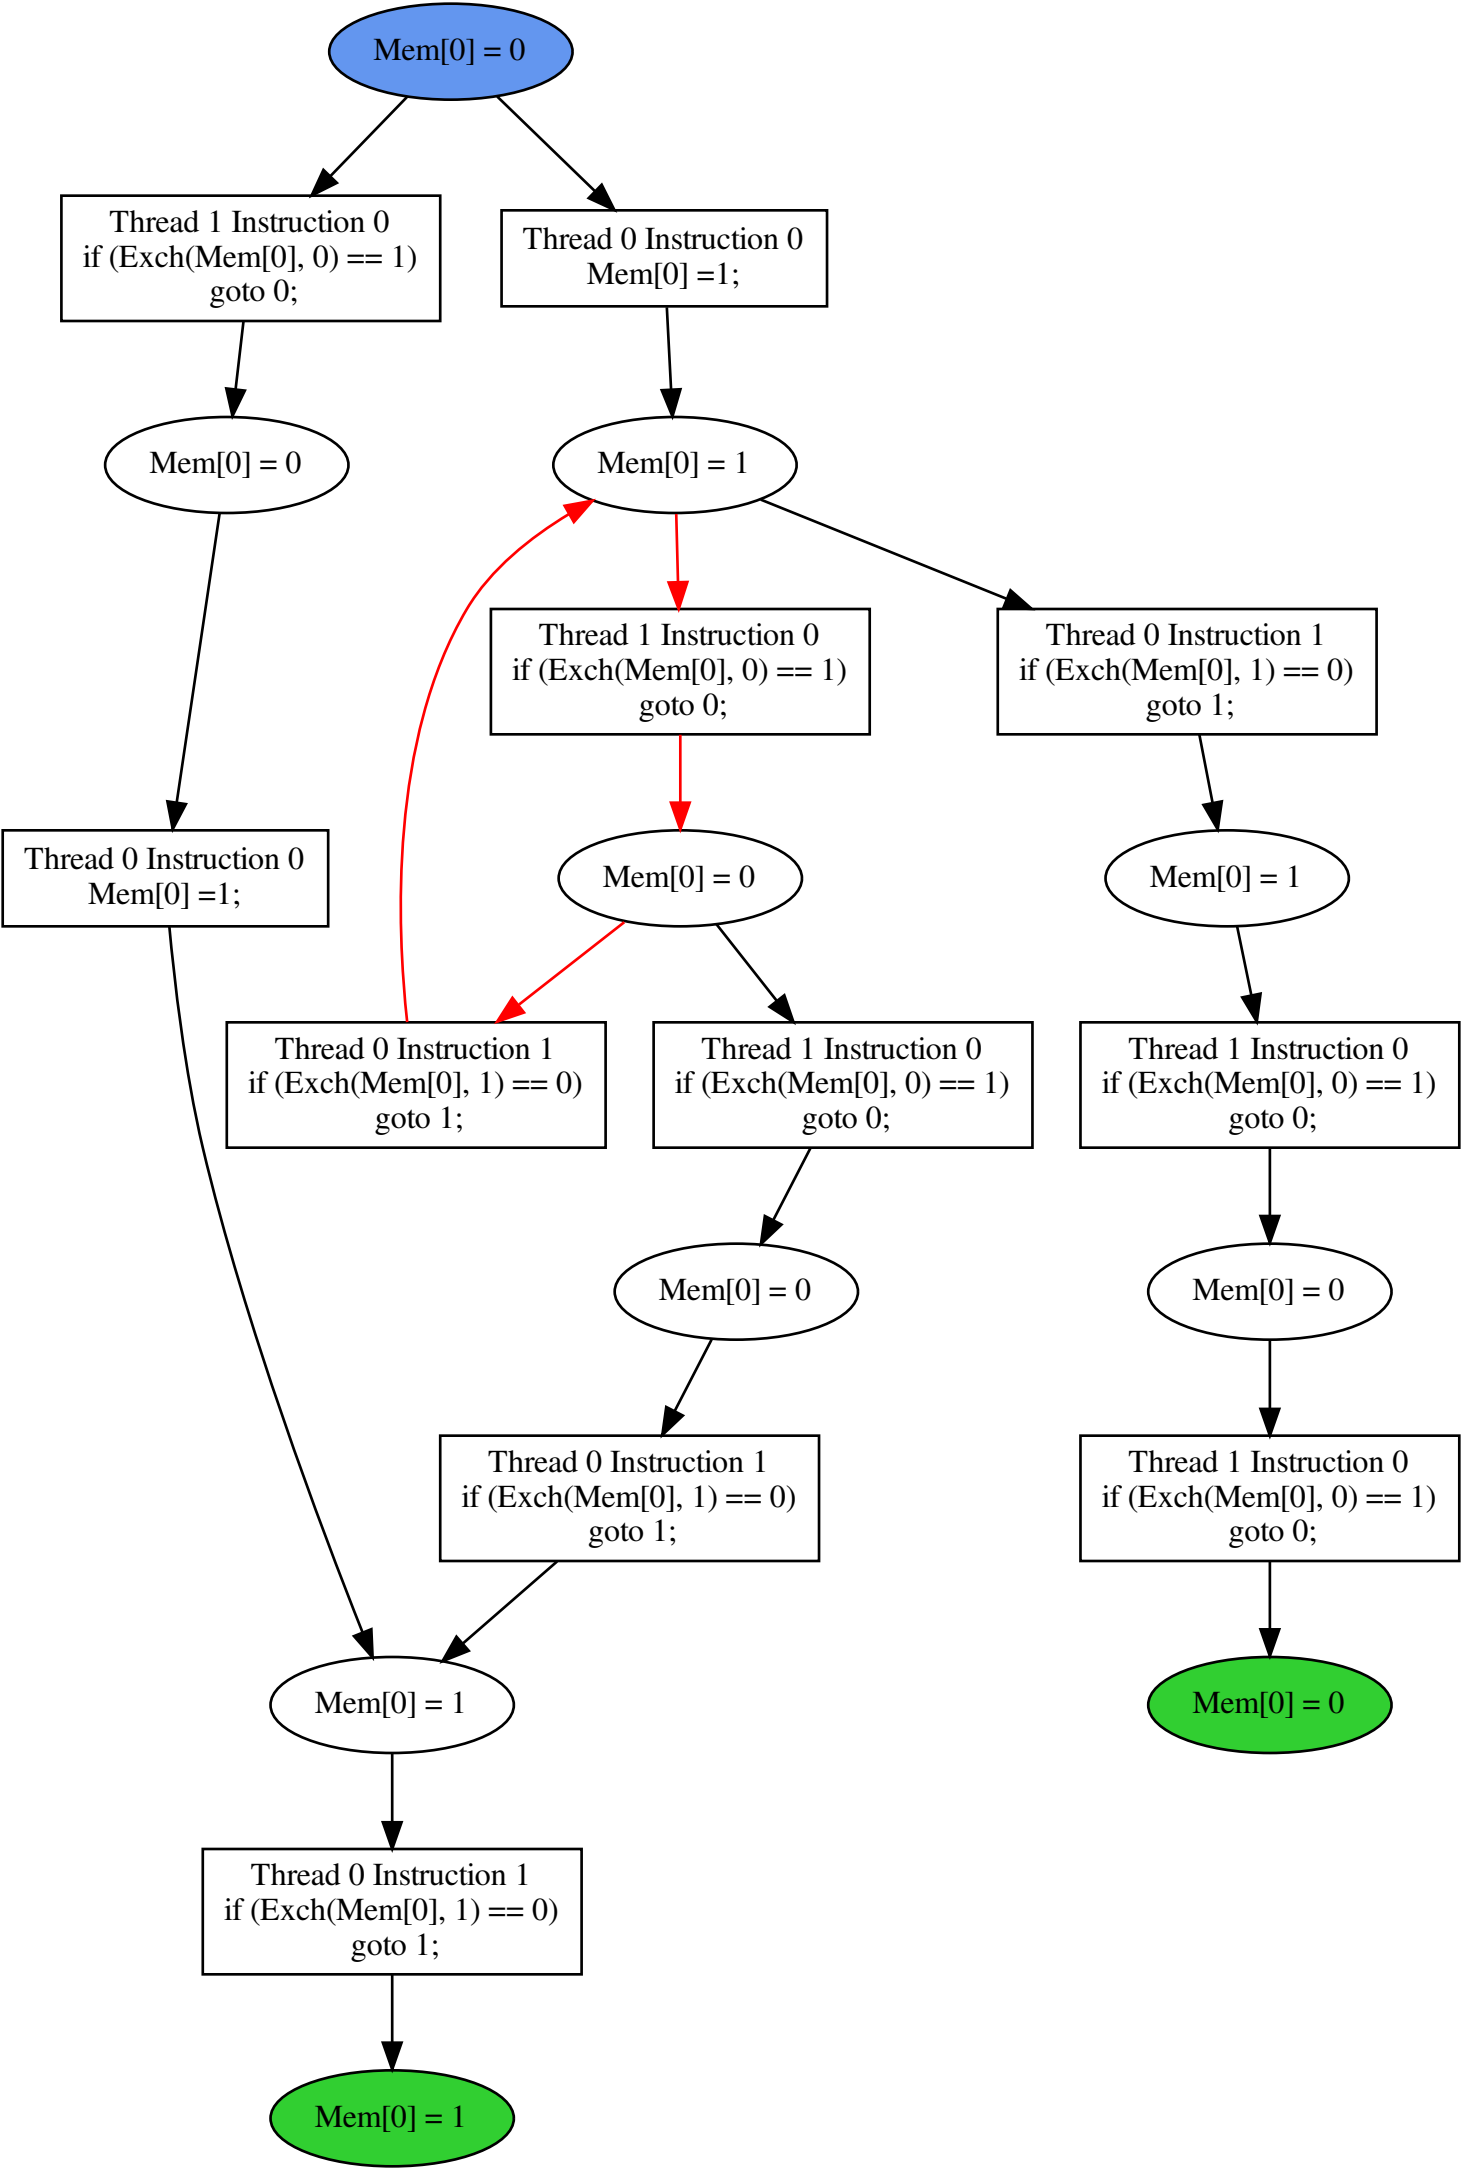 Mem[0] = 0
Thread 1 Instruction 0
if (Exch(Mem[0], 0) == 1)
goto 0;
Thread 0 Instruction 0
Mem[0] =1;
Mem[0] = 0
Mem[0] = 1
Thread 1 Instruction 0
if (Exch(Mem[0], 0) == 1)
goto 0;
Thread 0 Instruction 1
if (Exch(Mem[0], 1) == 0)
goto 1;
Thread 0 Instruction 0
Mem[0] =1;
Mem[0] = 0
Mem[0] = 1
Thread 0 Instruction 1
if (Exch(Mem[0], 1) == 0)
goto 1;
Thread 1 Instruction 0
if (Exch(Mem[0], 0) == 1)
goto 0;
Thread 1 Instruction 0
if (Exch(Mem[0], 0) == 1)
goto 0;
Mem[0] = 0
Mem[0] = 0
Thread 0 Instruction 1
if (Exch(Mem[0], 1) == 0)
goto 1;
Thread 1 Instruction 0
if (Exch(Mem[0], 0) == 1)
goto 0;
Mem[0] = 1
Mem[0] = 0
Thread 0 Instruction 1
if (Exch(Mem[0], 1) == 0)
goto 1;
Mem[0] = 1